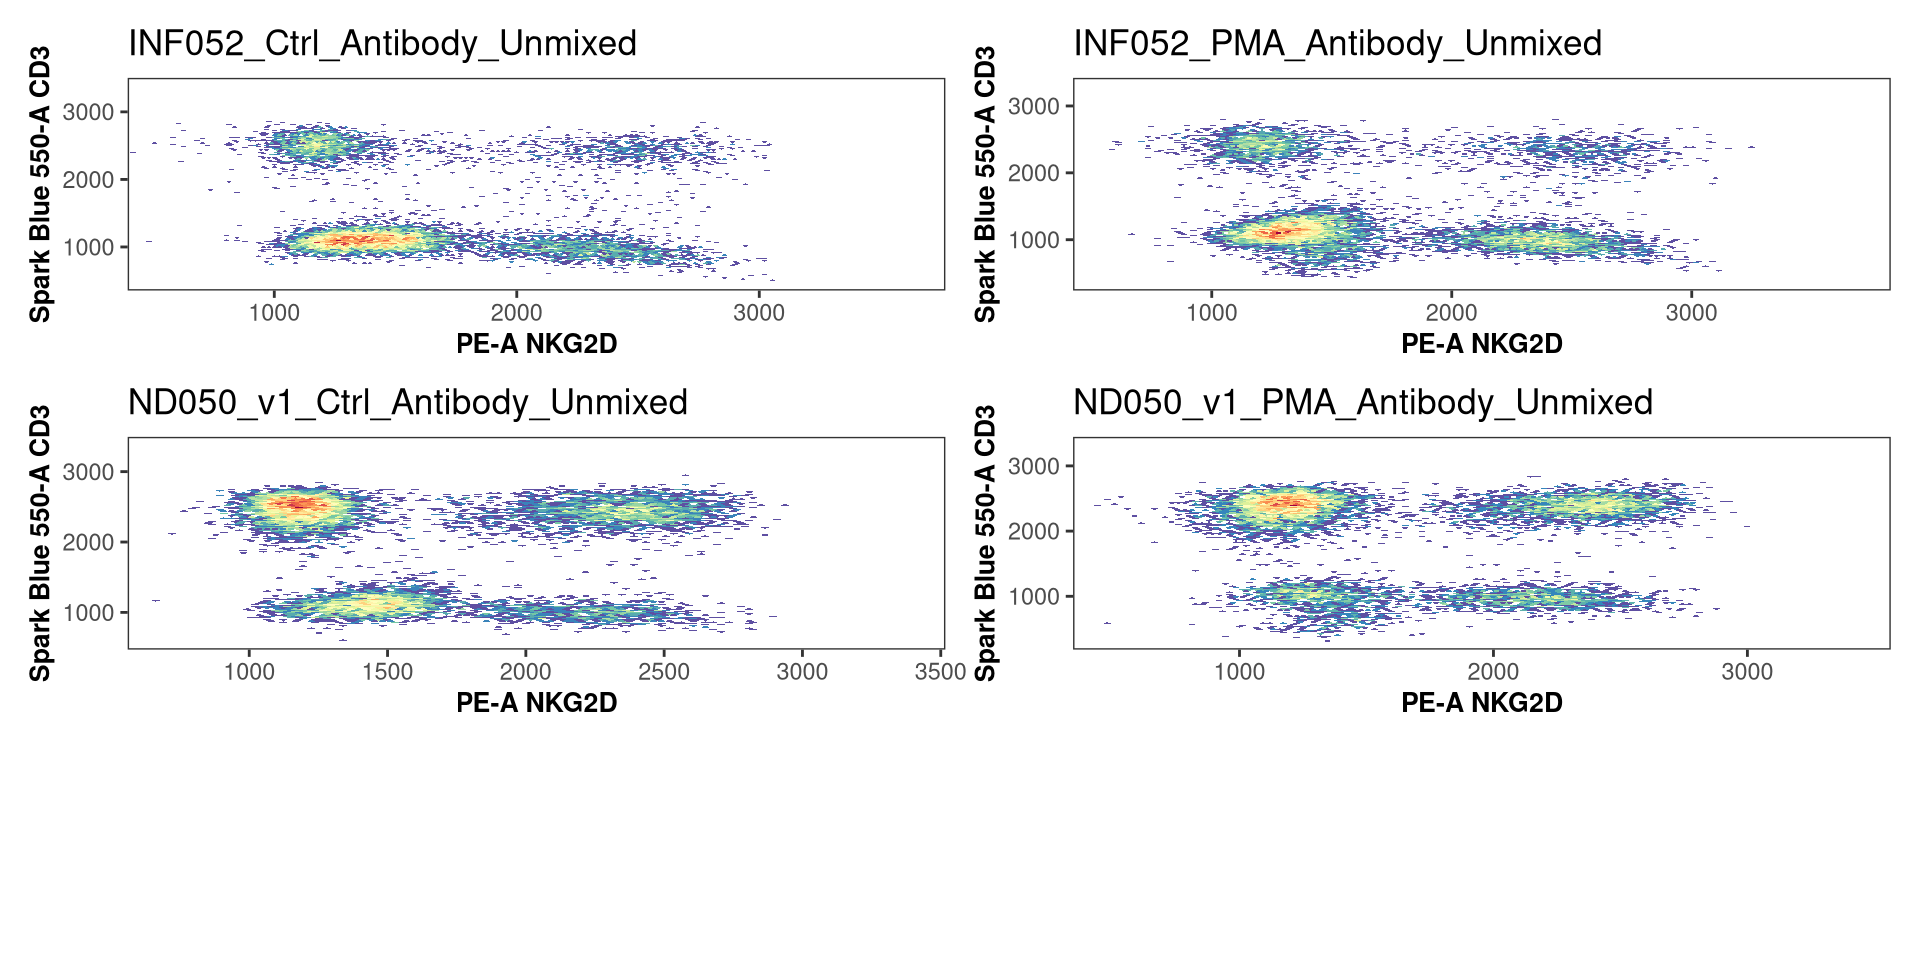 INF052_Ctrl_Antibody_Unmixed
Spark Blue 550-A CD3
3000
2000
1000
1000 2000 3000
PE-A NKG2D
INF052_PMA_Antibody_Unmixed
Spark Blue 550-A CD3
3000
2000
1000
1000 2000 3000
PE-A NKG2D
ND050_v1_Ctrl_Antibody_Unmixed
Spark Blue 550-A CD3
3000
2000
1000
1000 1500 2000 2500 3000 3500
PE-A NKG2D
ND050_v1_PMA_Antibody_Unmixed
Spark Blue 550-A CD3
3000
2000
1000
1000 2000 3000
PE-A NKG2D